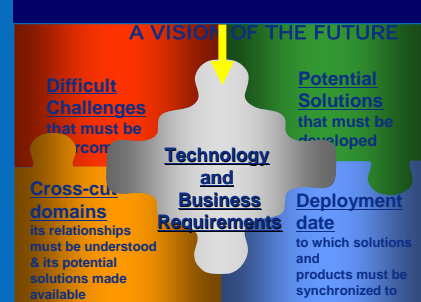 A VISION OF THE FUTURE
Difficult
Challenges
that must be
Potential
Solutions
that must be
developed
Technology
and
Business
Requirements
Cross-cut
domains
its relationships
must be understood
& its potential
solutions made
available
Deployment
date
to which solutions
and
products must be
synchronized to